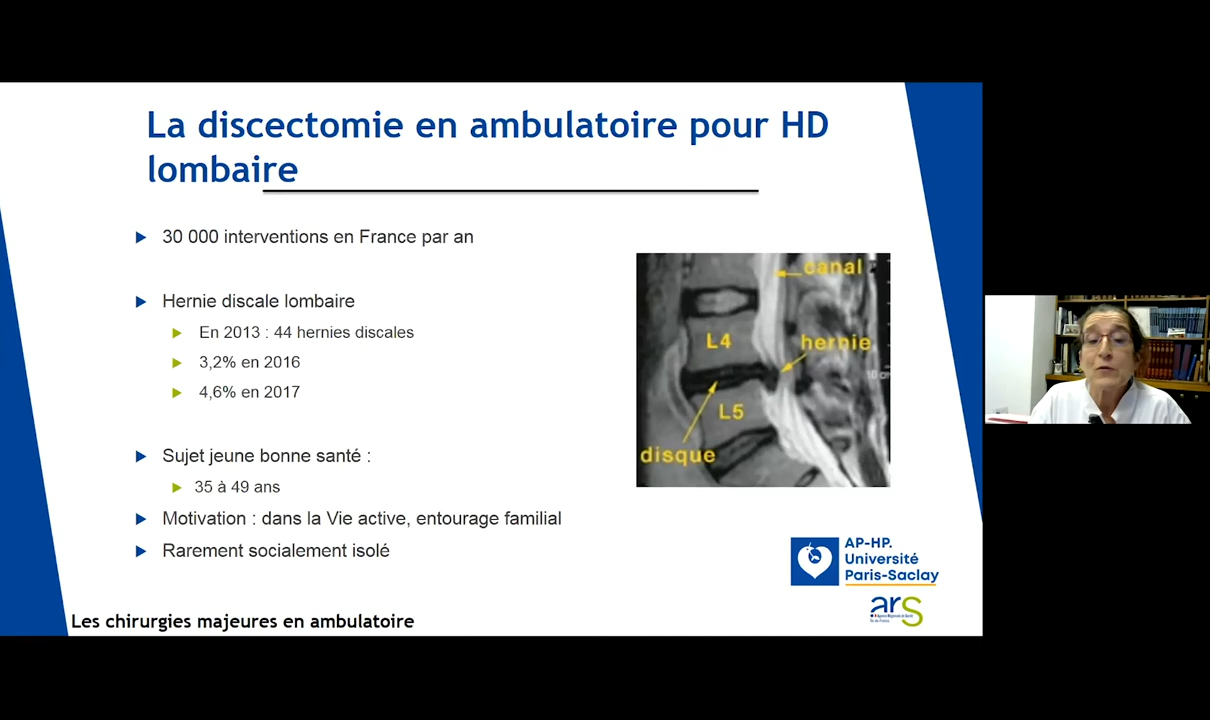 La discectomie en ambulatoire pour HD
lombaire
30 000 interventions en France par an
Hernie discale lombaire
En 2013 : 44 hernies discales
3,2% en 2016
4,6% en 2017
Sujet jeune bonne santé :
35 à 49 ans
Motivation : dans la Vie active, entourage familial
Rarement socialement isolé
canal
L4
hernie
L5
disque
AP-HP.
Université
Paris-Saclay
ars
Les chirurgies majeures en ambulatoire